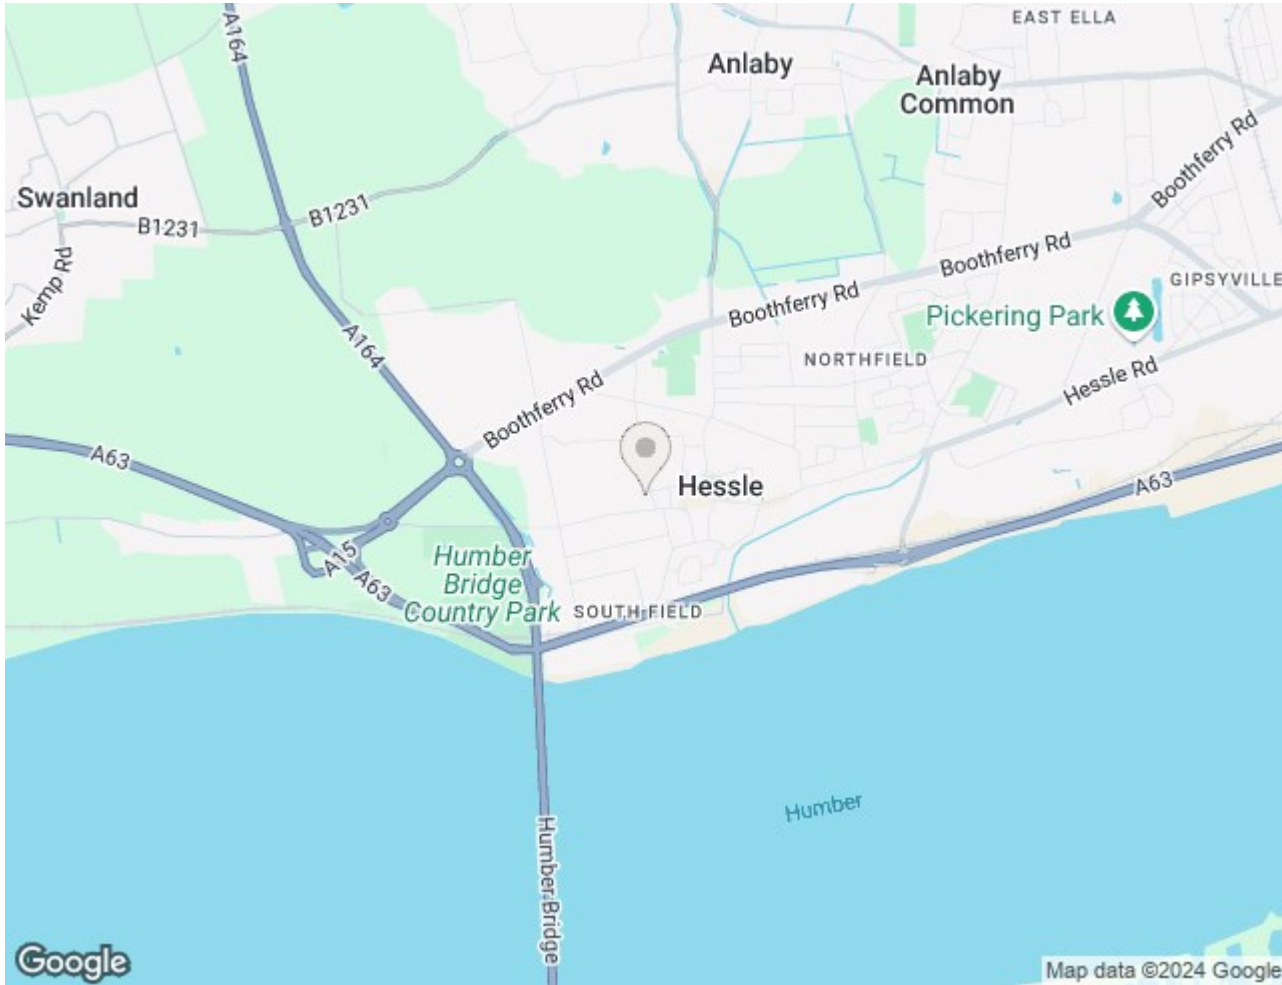 EAST ELLA
A164
Anlaby
Anlaby
Common
Boothferry Rd
Swanland
B1231
B1231
Kemp Rd
Boothferry Rd
GIPSYVILLE
Boothferry Rd
Pickering Park
A164
NORTHFIELD
Hessle Rd
Boothferry Rd
A63
Hessle
A63
A15
Humber
Bridge
Country Park
A63
SOUTH FIELD
Humber
Humber Bridge
Google
Map data ©2024 Google